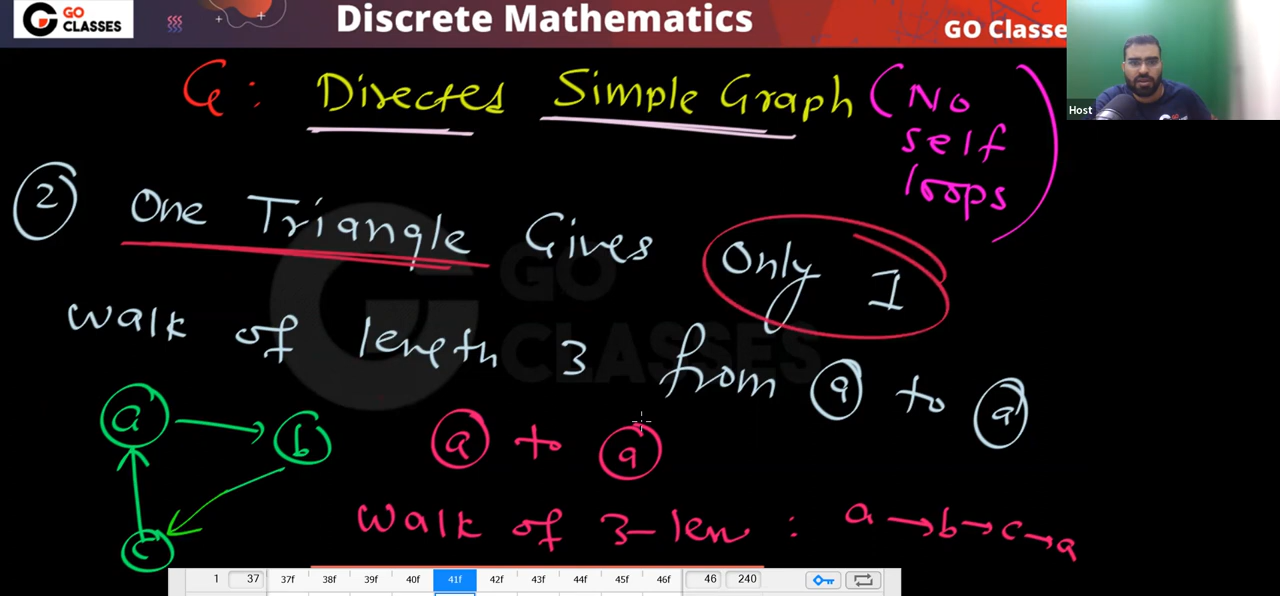 GO CLASSES
Discrete Mathematics
GO Classe
Host
G : Directed Simple Graph (No self loops)
② One Triangle Gives Only 1
walk of length 3 from ⓐ to ⓐ
GO CLASSES
a b
ⓐ to ⓐ
c
walk of 3-len : a→b→c→a
1 37 37f 38f 39f 40f 41f 42f 43f 44f 45f 46f 46 240